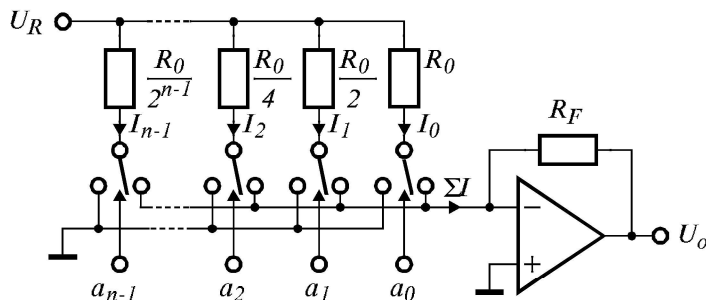 U_R
R_0/2^{n-1} R_0/4 R_0/2 R_0
I_{n-1} I_2 I_1 I_0 R_F
ΣI
− 
+ U_o
a_{n-1} a_2 a_1 a_0